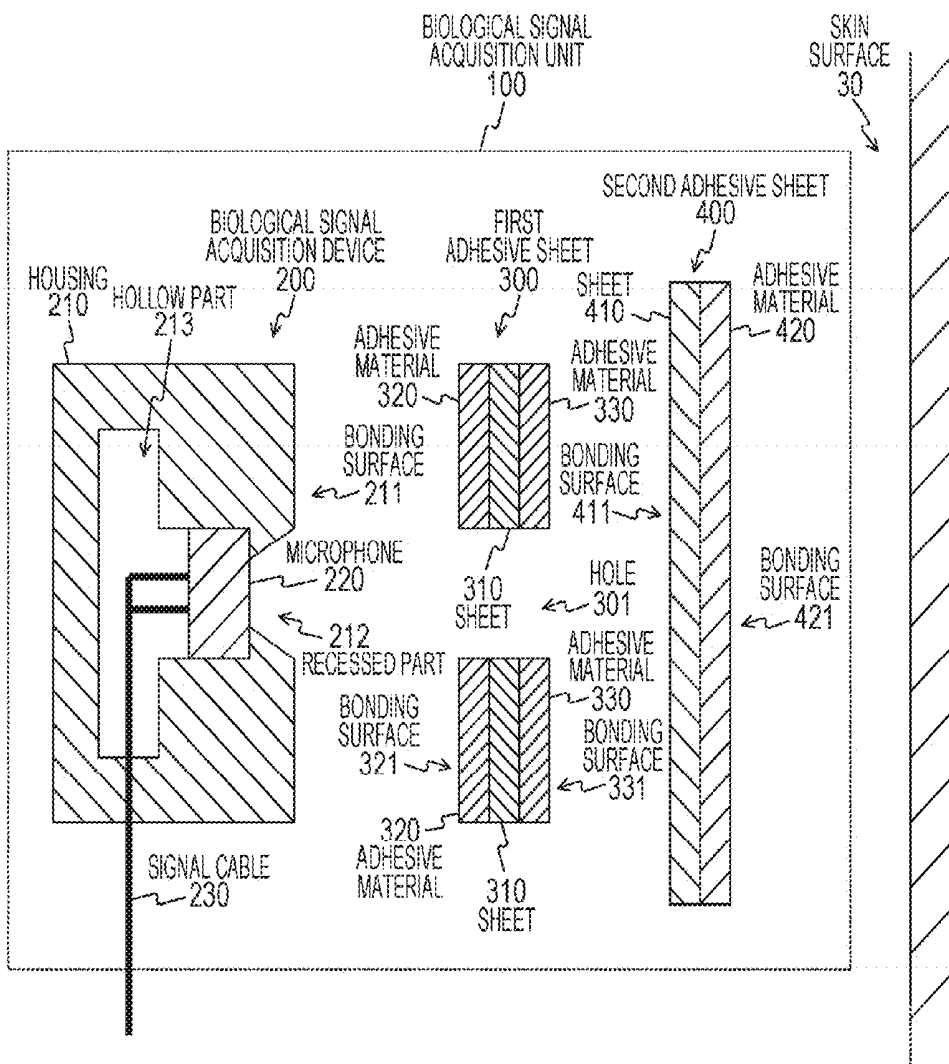 BIOLOGICAL SIGNAL
ACQUISITION UNIT
100
SKIN
SURFACE
30
SECOND ADHESIVE SHEET
400
BIOLOGICAL SIGNAL
ACQUISITION DEVICE
200
FIRST
ADHESIVE SHEET
300
HOUSING
210
HOLLOW PART
213
SHEET
410
ADHESIVE
MATERIAL
420
ADHESIVE
MATERIAL
320
ADHESIVE
MATERIAL
330
BONDING
SURFACE
211
BONDING
SURFACE
411
MICROPHONE
220
310
SHEET
HOLE
301
BONDING
SURFACE
421
212
RECESSED PART
ADHESIVE
MATERIAL
330
BONDING
SURFACE
321
BONDING
SURFACE
331
320
ADHESIVE
MATERIAL
310
SHEET
SIGNAL CABLE
230